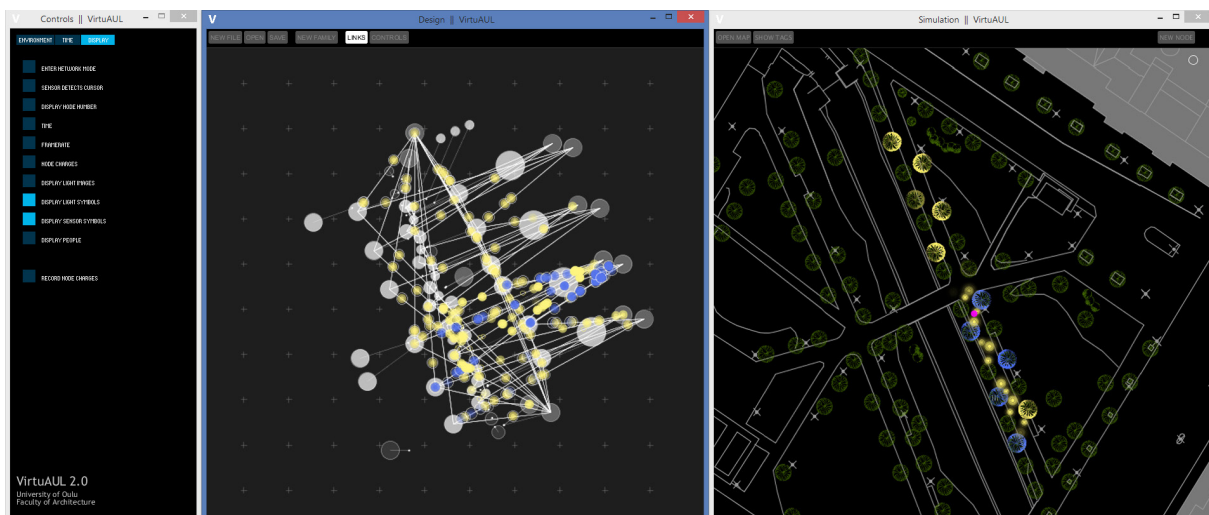 V Controls || VirtuAUL
ENVIRONMENT TIME DISPLAY
ENTER NETWORK MODE
SENSOR DETECTS CURSOR
DISPLAY NODE NUMBER
TIME
FRAMERATE
NODE CHARGES
DISPLAY LIGHT IMAGES
DISPLAY LIGHT SYMBOLS
DISPLAY SENSOR SYMBOLS
DISPLAY PEOPLE
RECORD NODE CHARGES
VirtuAUL 2.0
University of Oulu
Faculty of Architecture
V Design || VirtuAUL
NEW FILE OPEN SAVE NEW FAMILY LINKS CONTROLS
V Simulation || VirtuAUL
OPEN MAP SHOW TAGS NEW NODE